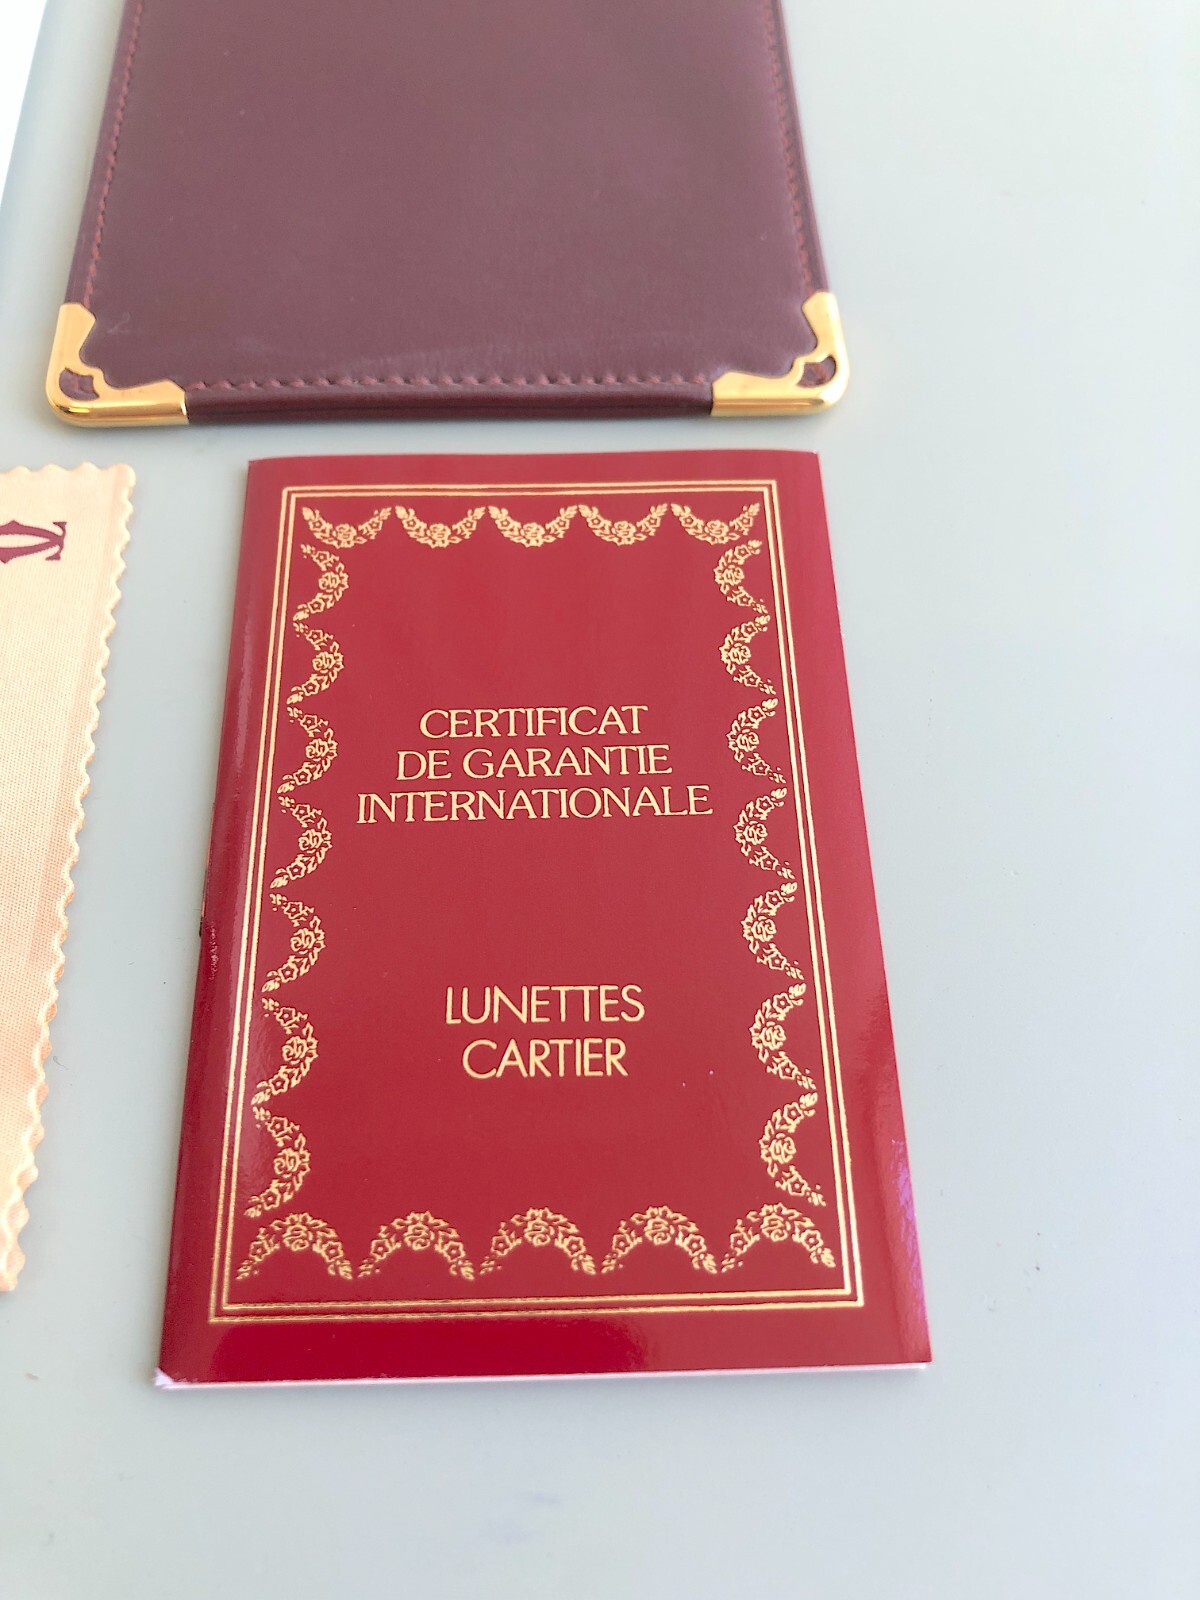 CERTIFICAT
DE GARANTIE
INTERNATIONALE
LUNETTES
CARTIER